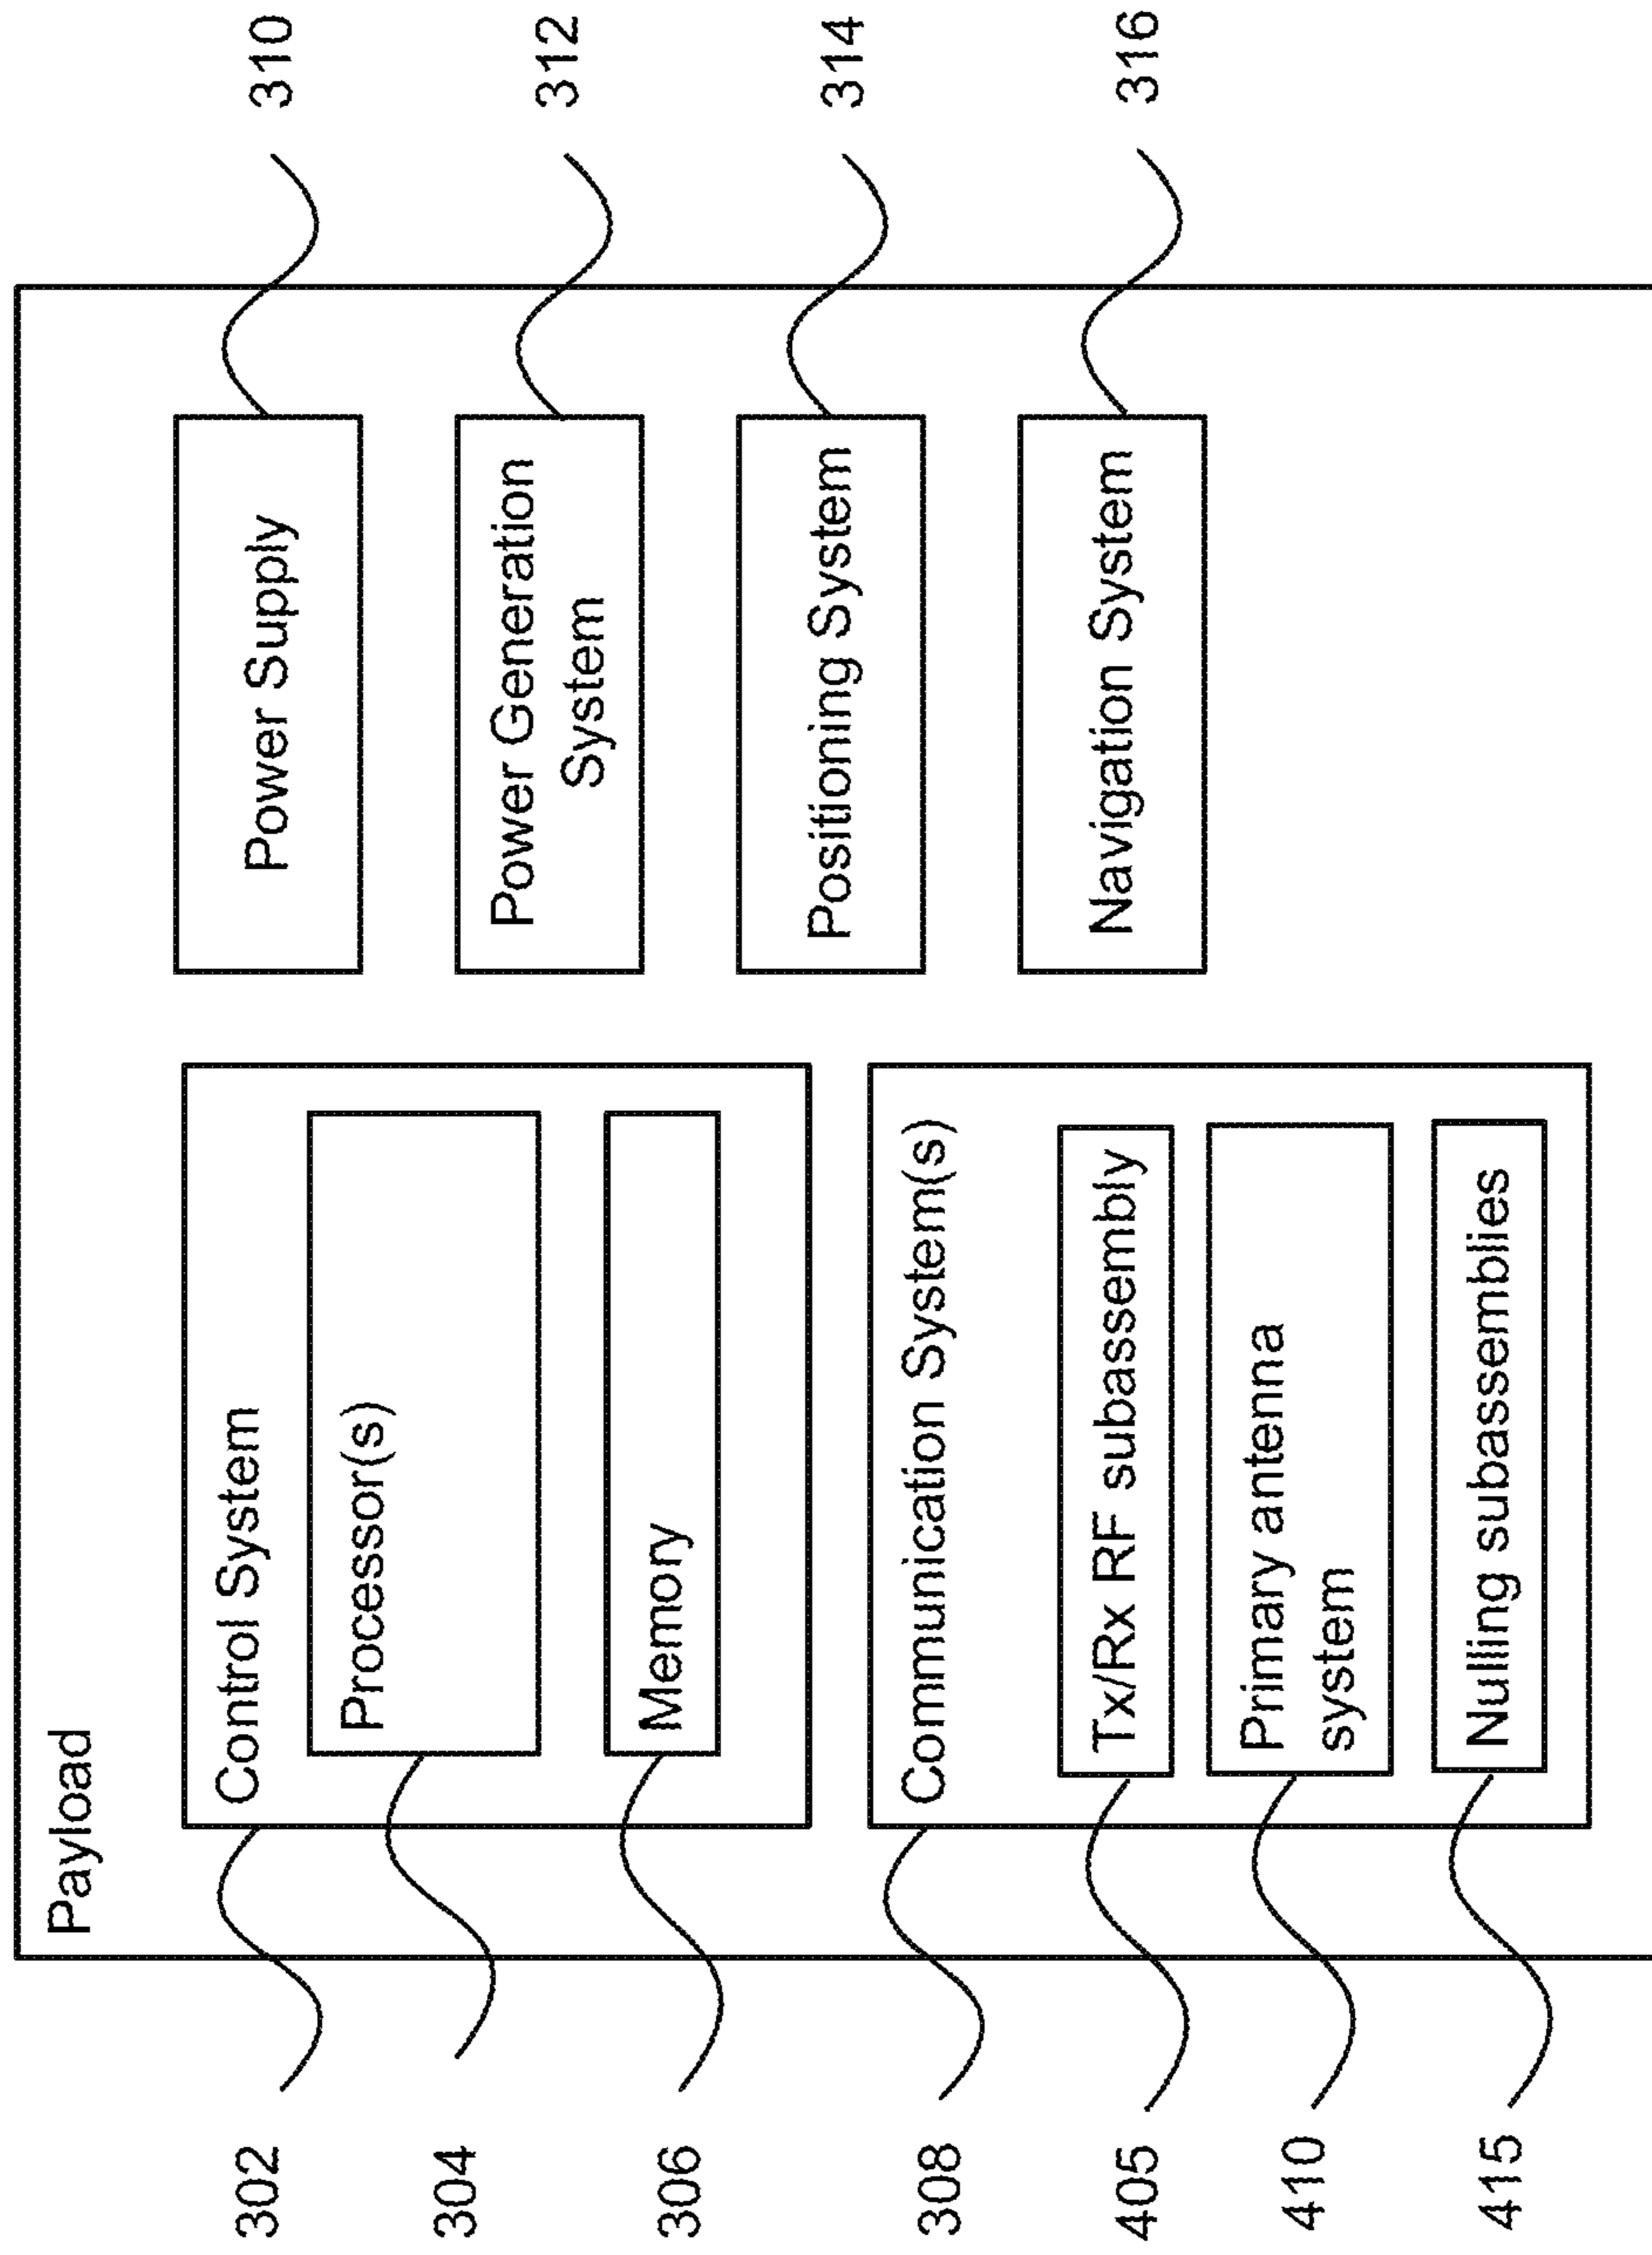 Payload
302
Control System
304
Processor(s)
306
Memory
308
Communication System(s)
405
Tx/Rx RF subassembly
410
Primary antenna
system
415
Nulling subassemblies
Power Supply
310
Power Generation
System
312
Positioning System
314
Navigation System
316